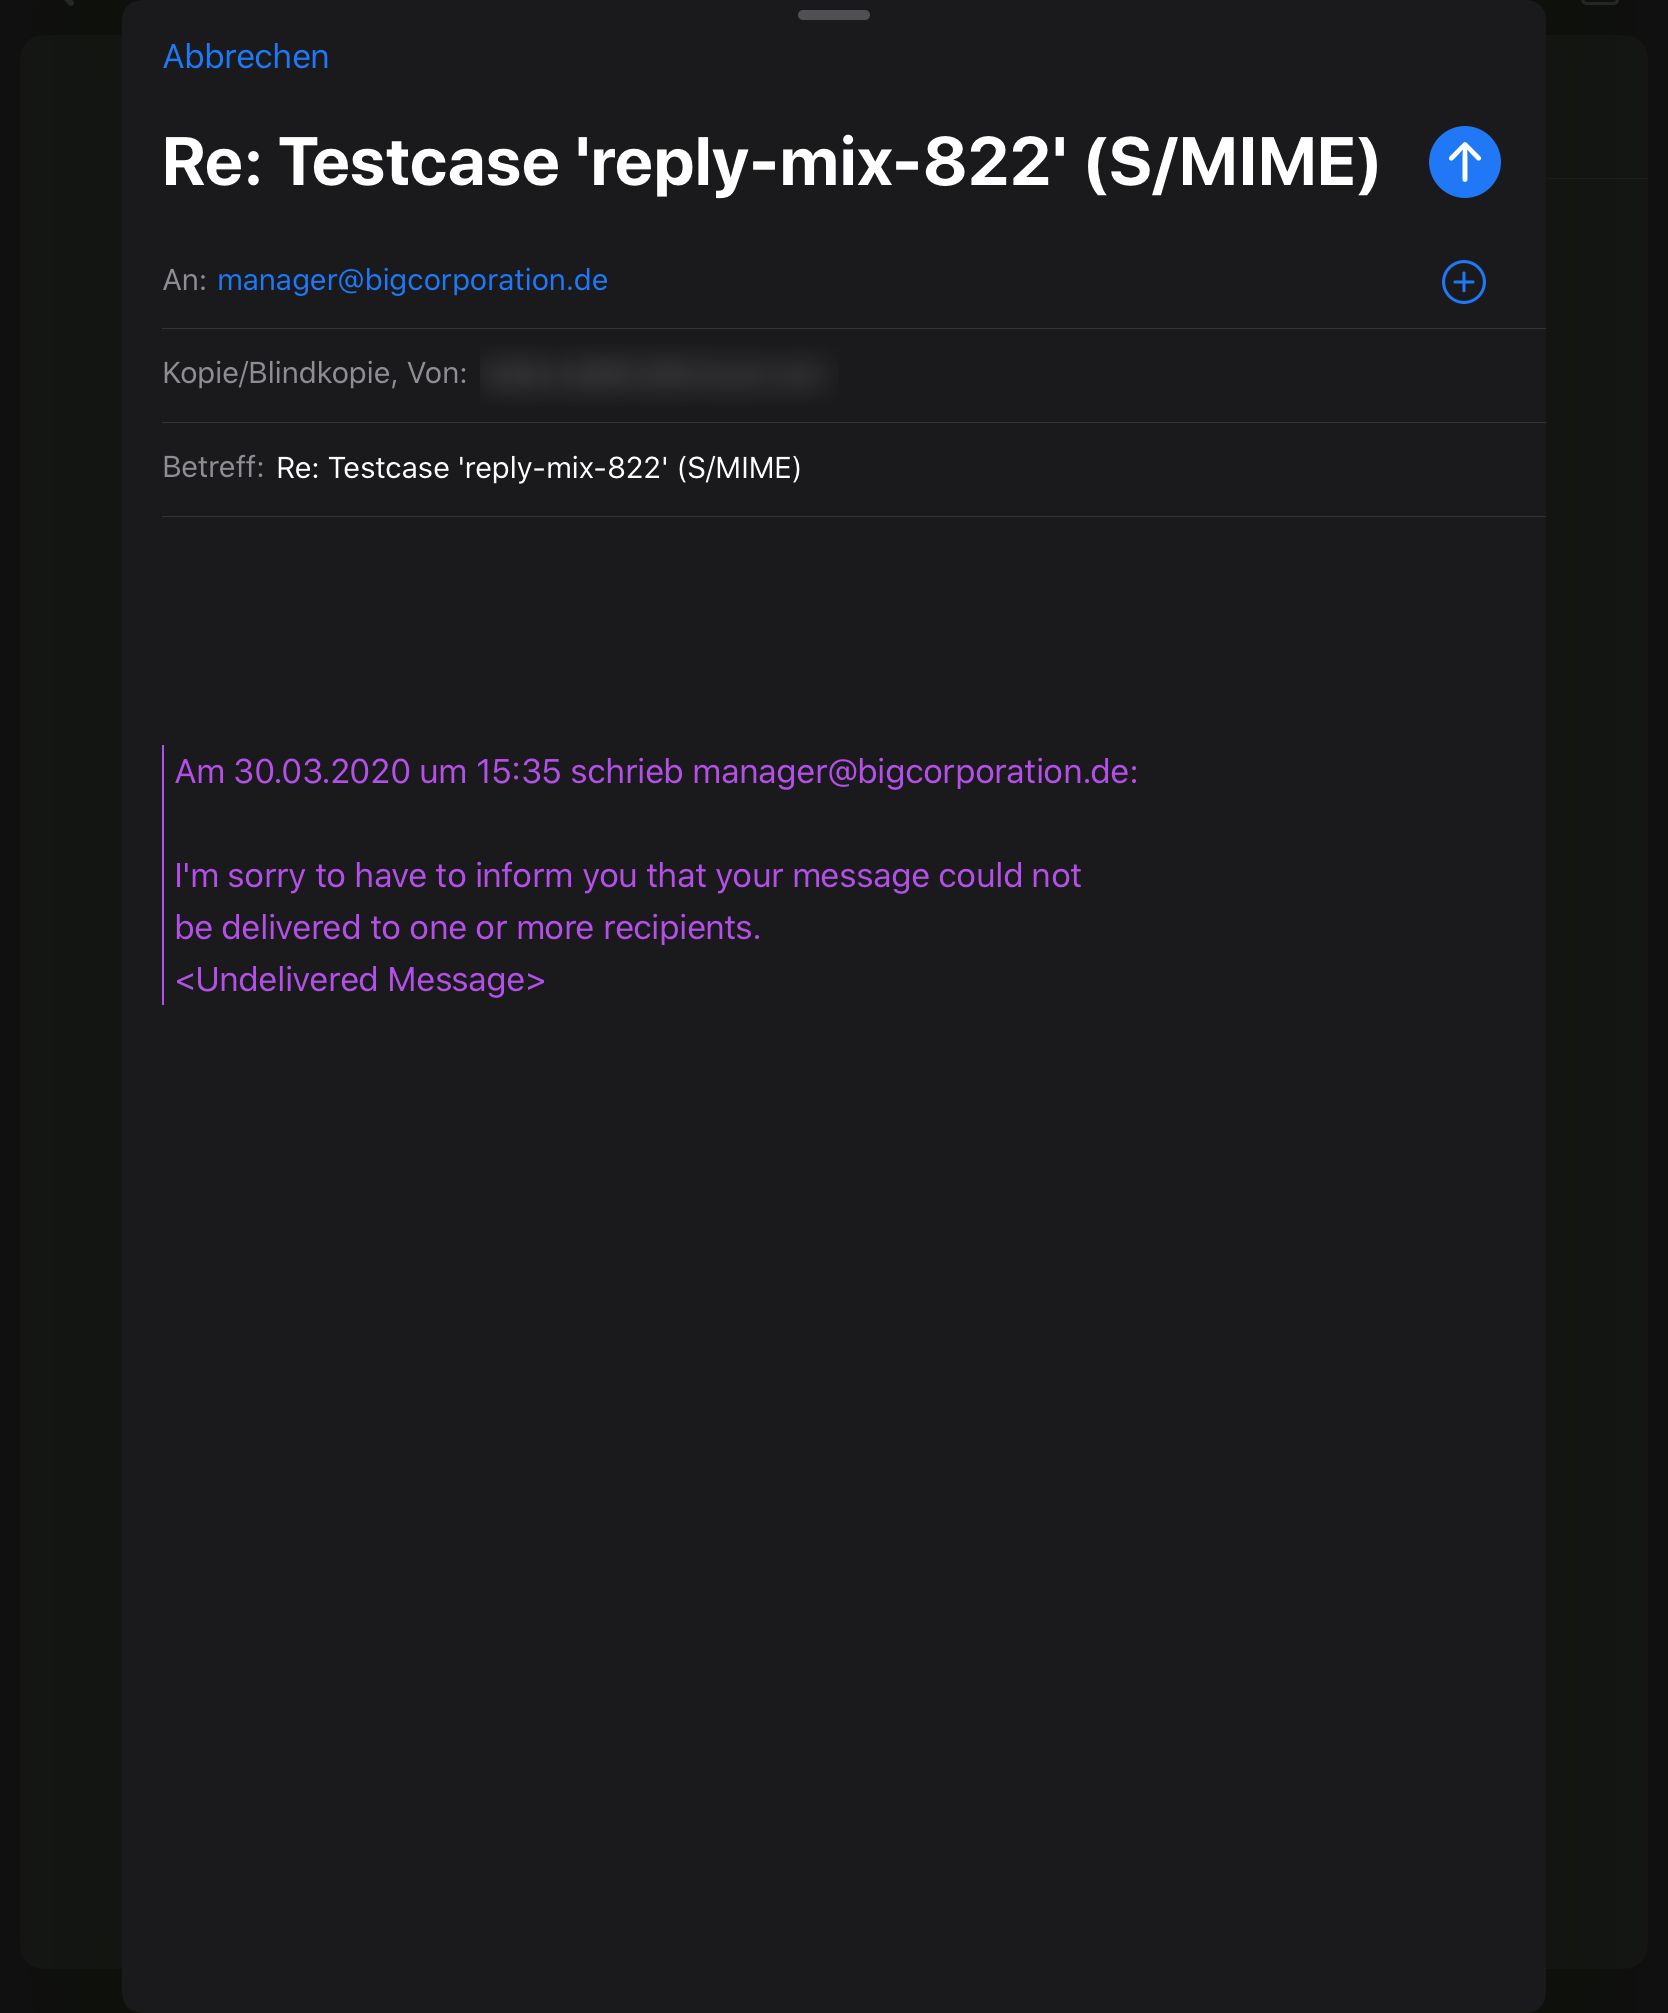 Abbrechen
Re: Testcase 'reply-mix-822' (S/MIME)
An: manager@bigcorporation.de
Kopie/Blindkopie, Von:
Betreff: Re: Testcase 'reply-mix-822' (S/MIME)
Am 30.03.2020 um 15:35 schrieb manager@bigcorporation.de:
I'm sorry to have to inform you that your message could not
be delivered to one or more recipients.
<Undelivered Message>